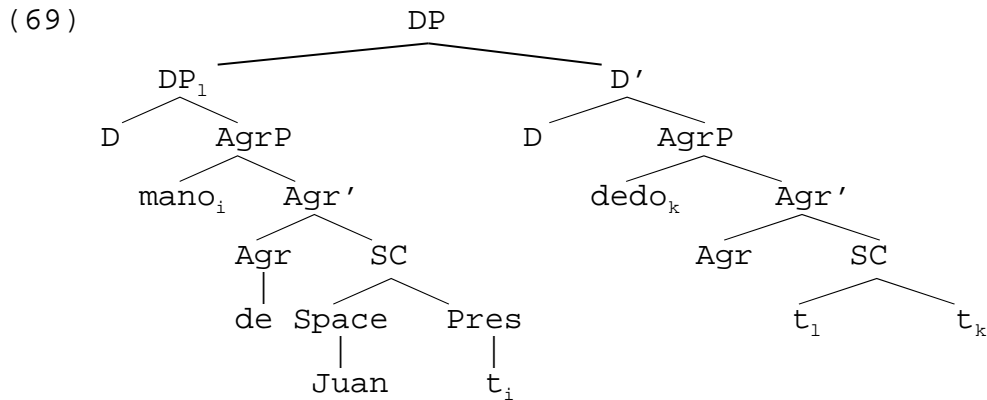 (69) DP
DP₁ D'
D AgrP D AgrP
manoᵢ Agr' dedoₖ Agr'
Agr SC Agr SC
de Space Pres t₁ tₖ
Juan tᵢ